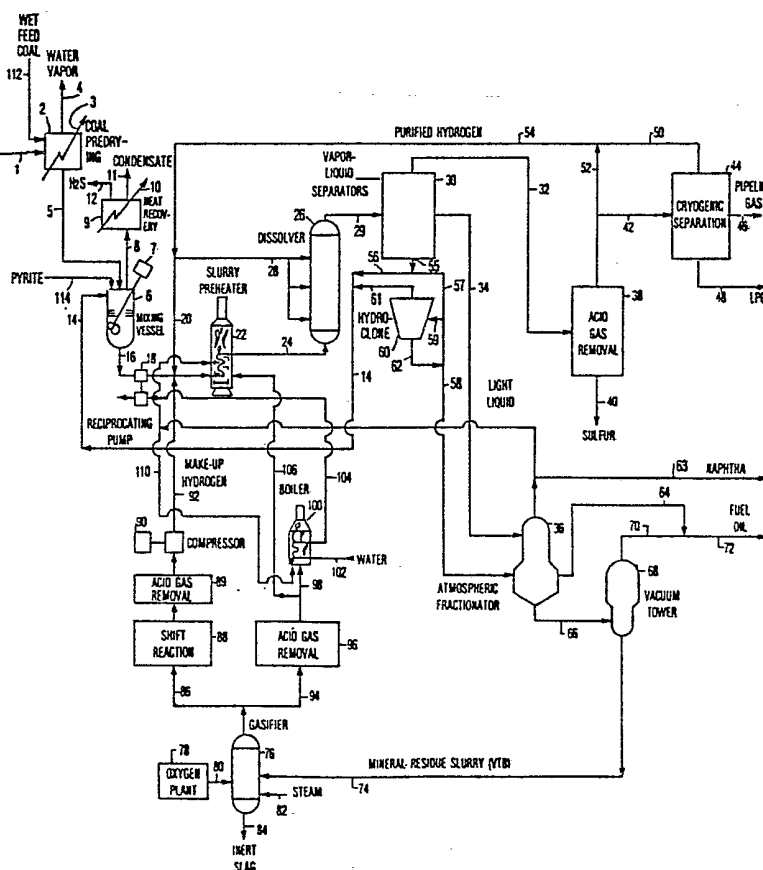 WET
FEED
COAL
112
WATER
VAPOR
4
3
2
COAL
PREDRY-
ING
1
CONDENSATE
11
H2S
12
10
HEAT
RECOV-
ERY
9
5
8
7
PYRITE
114
14
6
MIXING
VESSEL
16
18
20
PURIFIED HYDROGEN
54
50
VAPOR-
LIQUID
SEPARATORS
30
32
52
44
CRYOGENIC
SEPARATION
PIPELINE
GAS
46
42
48
LPG
26
29
DISSOLVER
28
SLURRY
PREHEATER
22
24
56
55
57
61
34
HYDRO-
CLONE
59
60
62
58
14
38
ACID
GAS
REMOVAL
40
SULFUR
LIGHT
LIQUID
RECIPROCATING
PUMP
110
MAKE-UP
HYDROGEN
92
106
104
BOILER
100
WATER
102
98
63
NAPHTHA
64
FUEL
OIL
70
72
36
68
ATMOSPHERIC
FRACTIONATOR
VACUUM
TOWER
66
90
COMPRESSOR
ACID GAS
REMOVAL
89
SHIFT
REACTION
88
ACID GAS
REMOVAL
96
86
94
GASIFIER
78
OXYGEN
PLANT
80
76
STEAM
82
MINERAL-RESIDUE SLURRY (VTB)
74
84
INERT
SLAG